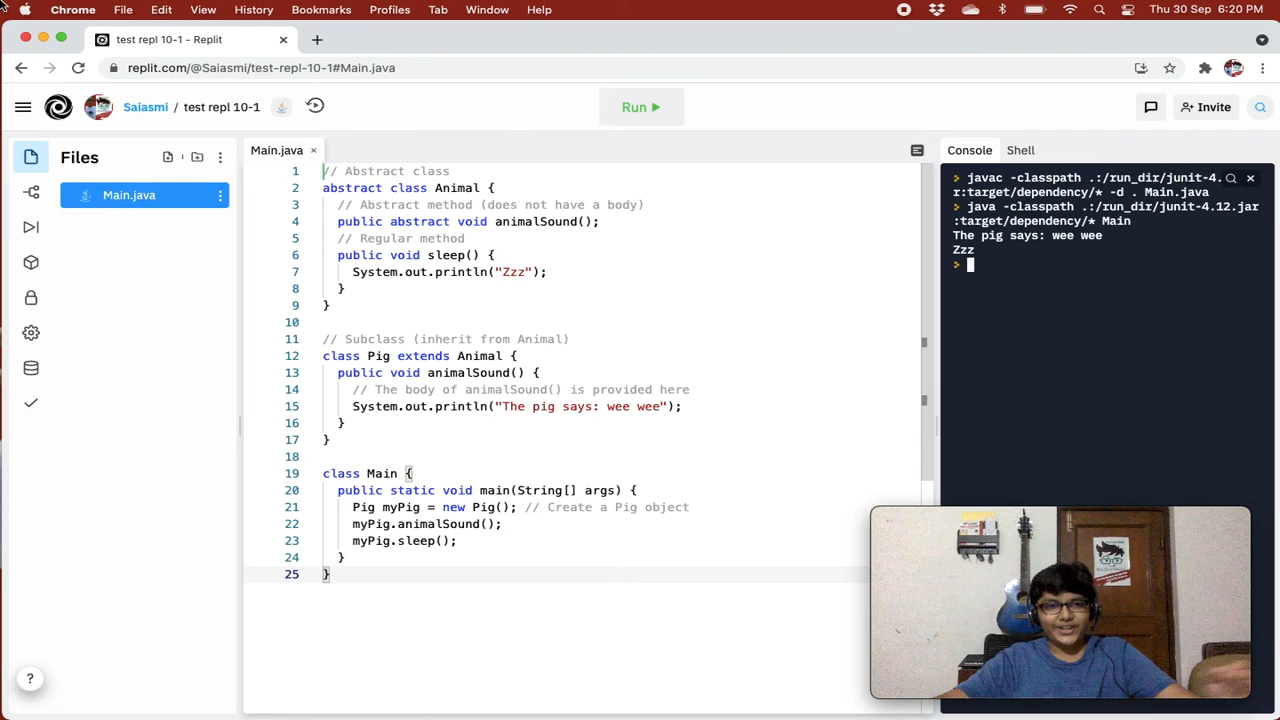 Chrome File Edit View History Bookmarks Profiles Tab Window Help Thu 30 Sep 6:20 PM
test repl 10-1 - Replit
replit.com/@Saiasmi/test-repl-10-1#Main.java
Saiasmi / test repl 10-1 Run Invite
Files
Main.java
Main.java
1 // Abstract class
2 abstract class Animal {
3 // Abstract method (does not have a body)
4 public abstract void animalSound();
5 // Regular method
6 public void sleep() {
7 System.out.println("Zzz");
8 }
9 }
10
11 // Subclass (inherit from Animal)
12 class Pig extends Animal {
13 public void animalSound() {
14 // The body of animalSound() is provided here
15 System.out.println("The pig says: wee wee");
16 }
17 }
18
19 class Main {
20 public static void main(String[] args) {
21 Pig myPig = new Pig(); // Create a Pig object
22 myPig.animalSound();
23 myPig.sleep();
24 }
25 }
Console Shell
> javac -classpath .:/run_dir/junit-4.
r:target/dependency/* -d . Main.java
> java -classpath .:/run_dir/junit-4.12.jar
:target/dependency/* Main
The pig says: wee wee
Zzz
>
?